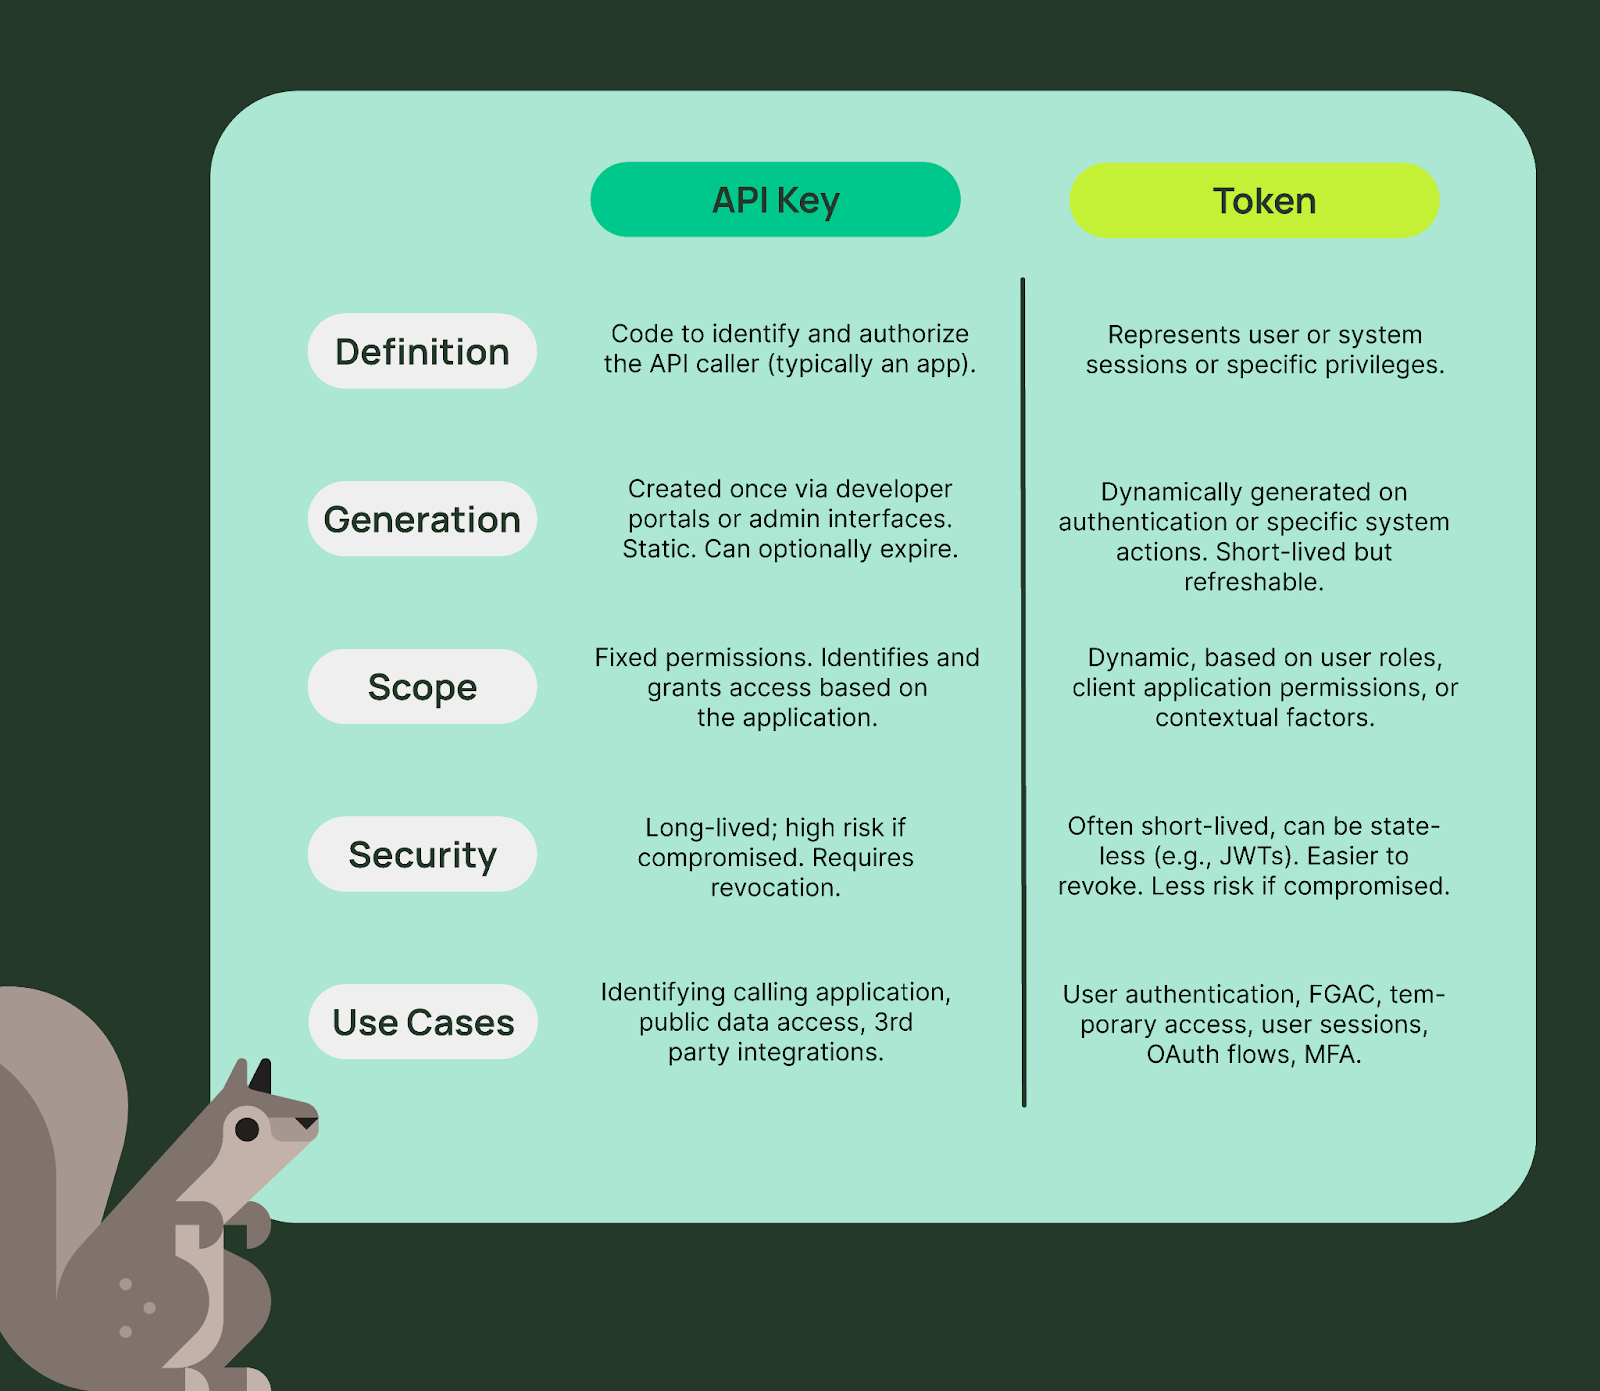 API Key
Token
Definition
Code to identify and authorize
the API caller (typically an app).
Represents user or system
sessions or specific privileges.
Generation
Created once via developer
portals or admin interfaces.
Static. Can optionally expire.
Dynamically generated on
authentication or specific system
actions. Short-lived but
refreshable.
Scope
Fixed permissions. Identifies and
grants access based on
the application.
Dynamic, based on user roles,
client application permissions, or
contextual factors.
Security
Long-lived; high risk if
compromised. Requires
revocation.
Often short-lived, can be state-
less (e.g., JWTs). Easier to
revoke. Less risk if compromised.
Use Cases
Identifying calling application,
public data access, 3rd
party integrations.
User authentication, FGAC, tem-
porary access, user sessions,
OAuth flows, MFA.